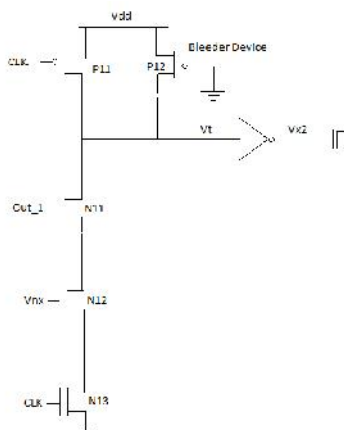 Vdd
Bleeder Device
CLK
P11
P12
Vt
Vx2
Out_1
N11
Vnx
N12
CLK
N13